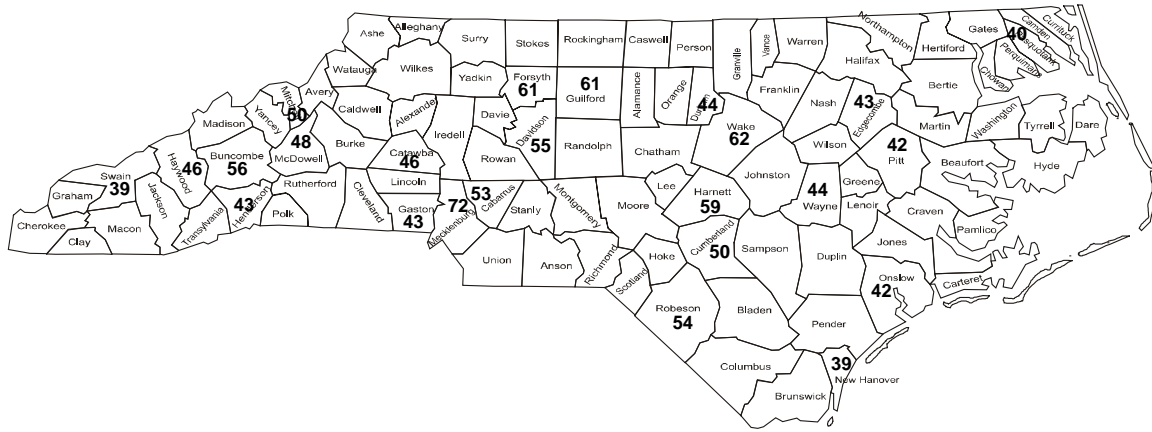 Alleghany
Ashe
Surry
Stokes
Rockingham
Caswell
Person
Granville
Vance
Warren
Northampton
Gates
Camden
Currituck
40
Pasquotank
Perquimans
Chowan
Hertford
Halifax
Watauga
Wilkes
Yadkin
Forsyth
61
61
Guilford
Alamance
Orange
44
Franklin
Nash
43
Edgecombe
Bertie
Mitchell
50
Avery
Yancey
Caldwell
Alexander
Iredell
Davie
Davidson
55
Randolph
Chatham
Wake
62
Wilson
Martin
Washington
Tyrrell
Dare
Madison
48
McDowell
Burke
Catawba
46
Rowan
Johnston
42
Pitt
Beaufort
Hyde
Swain
39
Haywood
46
Buncombe
56
Rutherford
Lincoln
Lee
Harnett
59
44
Wayne
Greene
Lenoir
Craven
Pamlico
Graham
Jackson
Macon
Cherokee
Clay
Transylvania
43
Henderson
Polk
Cleveland
Gaston
43
72
Mecklenburg
53
Cabarrus
Stanly
Montgomery
Moore
Cumberland
50
Sampson
Duplin
Jones
Onslow
42
Carteret
Union
Anson
Richmond
Scotland
Hoke
Robeson
54
Bladen
Pender
Columbus
39
New Hanover
Brunswick